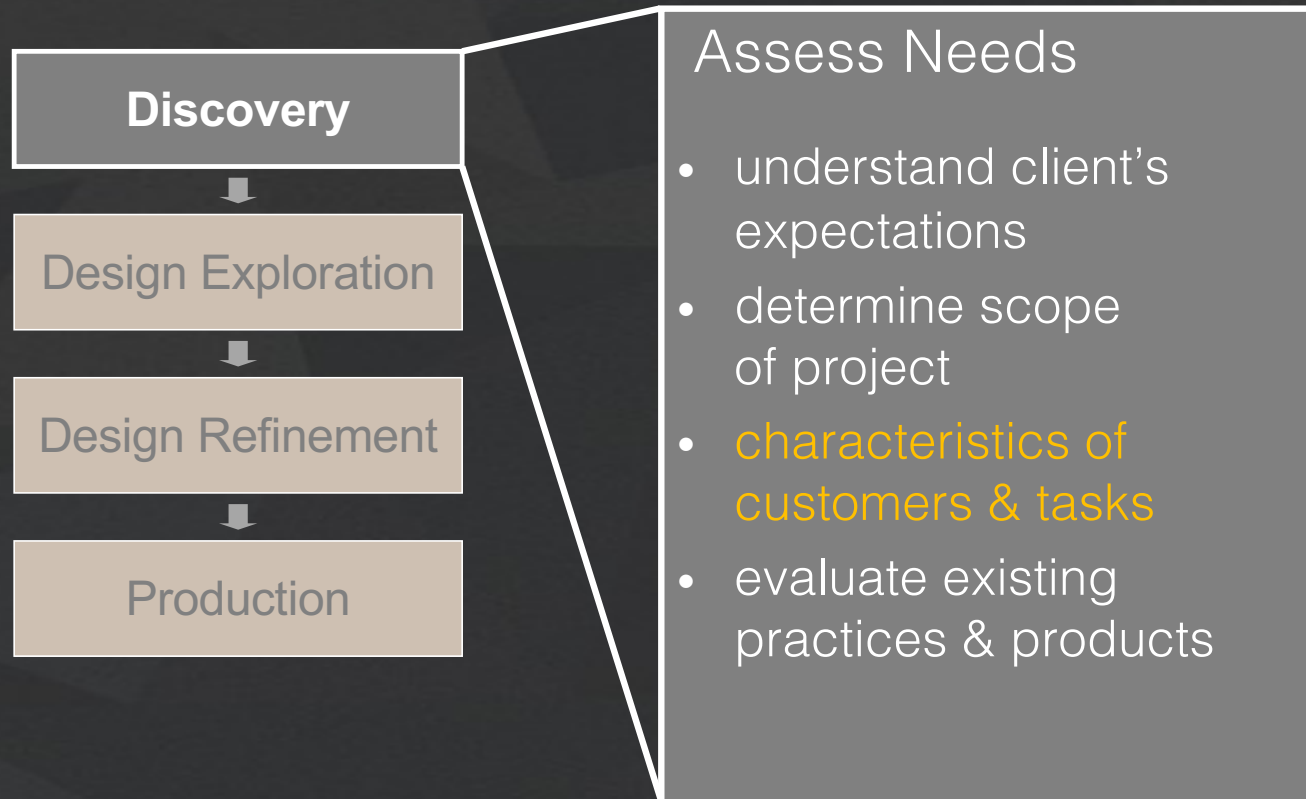 Discovery
Design Exploration
Design Refinement
Production
Assess Needs
• understand client’s
expectations
• determine scope
of project
• characteristics of
customers & tasks
• evaluate existing
practices & products